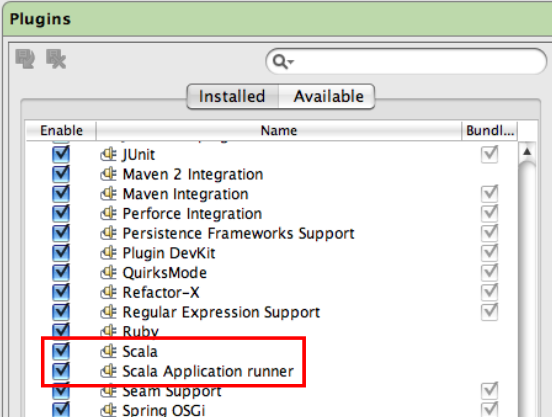 Plugins
Installed Available
Enable Name Bundl...
JUnit
Maven 2 Integration
Maven Integration
Perforce Integration
Persistence Frameworks Support
Plugin DevKit
QuirksMode
Refactor-X
Regular Expression Support
Ruby
Scala
Scala Application runner
Seam Support
Spring OSGi